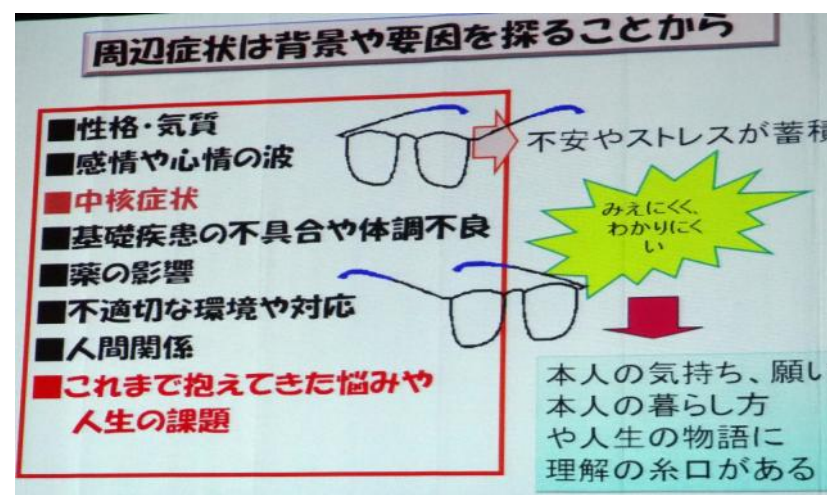 周辺症状は背景や要因を探ることから
■性格・気質
■感情や心情の波
■中核症状
■基礎疾患の不具合や体調不良
■薬の影響
■不適切な環境や対応
■人間関係
■これまで抱えてきた悩みや
人生の課題
不安やストレスが蓄積
みえにくく、
わかりにく
い
本人の気持ち、願い
本人の暮らし方
や人生の物語に
理解の糸口がある